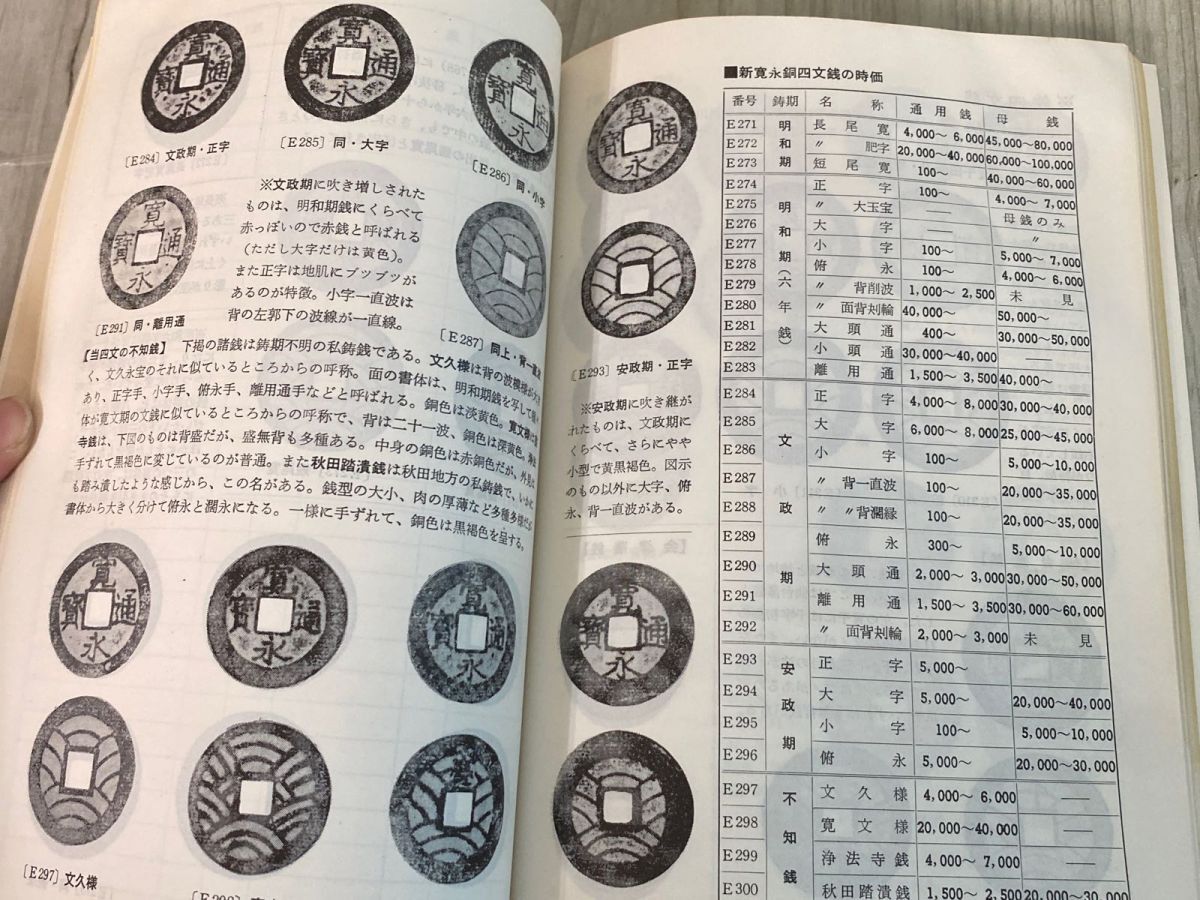 [E284] 文政期・正字
[E285] 同・大字
[E286] 同・小字
※文政期に吹き増しされた
ものは、明和期銭にくらべて
赤っぽいので赤銭と呼ばれる
(ただし大字だけは黄色)。
また正字は地肌にブツブツが
あるのが特徴。小字一直波は
背の左郭下の波線が一直線。
[E291] 同・離用通
[E287] 同上・背一直波
【当四文の不知銭】 下掲の諸銭は鋳期不明の私鋳銭である。文久様は背の波模様が
く、文久永宝のそれに似ているところからの呼称。面の書体は、明和期銭を写して
あり、正字手、小字手、俯永手、離用通手などと呼ばれる。銅色は淡黄色。寛文様は
体が寛文期の文銭に似ているところからの呼称で、背は二十一波、銅色は深黄色。
寺銭は、下図のものは背盛だが、盛無背も多種ある。中身の銅色は赤銅色だが、外見
手ずれて黒褐色に変じているのが普通。また秋田踏潰銭は秋田地方の私鋳銭で、いかに
も踏み潰したような感じから、この名がある。銭型の大小、肉の厚薄など多種多様だが
書体から大きく分けて俯永と濶永になる。一様に手ずれて、銅色は黒褐色を呈する。
[E297] 文久様
[E293] 安政期・正字
※安政期に吹き継が
れたものは、文政期に
くらべて、さらにやや
小型で黄黒褐色。図示
のもの以外に大字、俯
永、背一直波がある。
■新寛永銅四文銭の時価
番号 鋳期 名称 通用銭 母銭
明和期
E271 長尾寛 4,000〜6,000 45,000〜80,000
E272 〃 肥字 20,000〜40,000 60,000〜100,000
E273 短尾寛 100〜 40,000〜60,000
明和期(六年銭)
E274 正字 100〜 4,000〜7,000
E275 〃 大玉宝 —— 母銭のみ
E276 大字 —— 〃
E277 小字 100〜 5,000〜7,000
E278 俯永 100〜 4,000〜6,000
E279 〃 背削波 1,000〜2,500 未見
E280 〃 面背刔輪 40,000〜 50,000〜
E281 大頭通 400〜 30,000〜50,000
E282 小頭通 30,000〜40,000 ——
E283 離用通 1,500〜3,500 40,000〜
文政期
E284 正字 4,000〜8,000 30,000〜40,000
E285 大字 6,000〜8,000 25,000〜45,000
E286 小字 100〜 5,000〜10,000
E287 〃 背一直波 100〜 20,000〜35,000
E288 〃 〃 背濶縁 100〜 20,000〜35,000
E289 俯永 300〜 5,000〜10,000
E290 大頭通 2,000〜3,000 30,000〜50,000
E291 離用通 1,500〜3,500 30,000〜60,000
E292 〃 面背刔輪 2,000〜3,000 未見
安政期
E293 正字 5,000〜
E294 大字 5,000〜 20,000〜40,000
E295 小字 100〜 5,000〜10,000
E296 俯永 5,000〜 20,000〜30,000
不知銭
E297 文久様 4,000〜6,000 ——
E298 寛文様 20,000〜40,000 ——
E299 浄法寺銭 4,000〜7,000 ——
E300 秋田踏潰銭 1,500〜2,500 20,000〜30,000